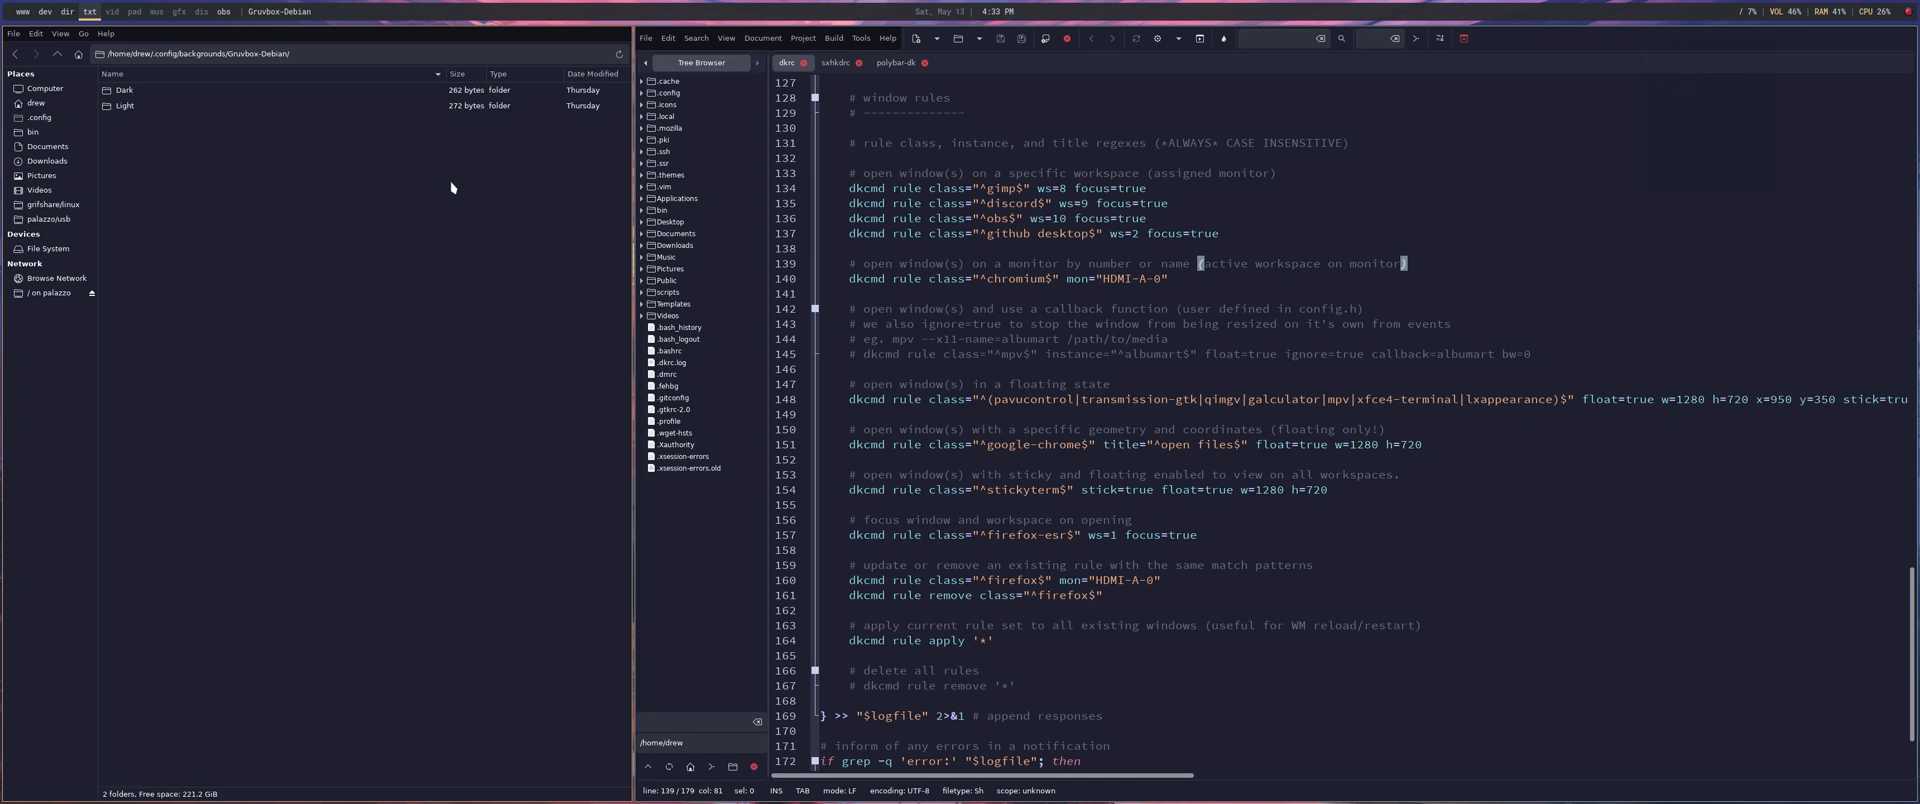 www dev dir txt vid pad mus gfx dis obs Gruvbox-Debian
Sat, May 13 4:33 PM
/ 7% VOL 46% RAM 41% CPU 26%
File Edit View Go Help
/home/drew/.config/backgrounds/Gruvbox-Debian/
Places
Computer
drew
.config
bin
Documents
Downloads
Pictures
Videos
grifshare/linux
palazzo/usb
Devices
File System
Network
Browse Network
/ on palazzo
Name Size Type Date Modified
Dark 262 bytes folder Thursday
Light 272 bytes folder Thursday
2 folders, Free space: 221.2 GiB
File Edit Search View Document Project Build Tools Help
Tree Browser
.cache
.config
.icons
.local
.mozilla
.pki
.ssh
.ssr
.themes
.vim
Applications
bin
Desktop
Documents
Downloads
Music
Pictures
Public
scripts
Templates
Videos
.bash_history
.bash_logout
.bashrc
.dkrc.log
.dmrc
.fehbg
.gitconfig
.gtkrc-2.0
.profile
.wget-hsts
.Xauthority
.xsession-errors
.xsession-errors.old
/home/drew
dkrc sxhkdrc polybar-dk
127
128 # window rules
129 # --------------
130
131 # rule class, instance, and title regexes (*ALWAYS* CASE INSENSITIVE)
132
133 # open window(s) on a specific workspace (assigned monitor)
134 dkcmd rule class="^gimp$" ws=8 focus=true
135 dkcmd rule class="^discord$" ws=9 focus=true
136 dkcmd rule class="^obs$" ws=10 focus=true
137 dkcmd rule class="^github desktop$" ws=2 focus=true
138
139 # open window(s) on a monitor by number or name (active workspace on monitor)
140 dkcmd rule class="^chromium$" mon="HDMI-A-0"
141
142 # open window(s) and use a callback function (user defined in config.h)
143 # we also ignore=true to stop the window from being resized on it's own from events
144 # eg. mpv --x11-name=albumart /path/to/media
145 # dkcmd rule class="^mpv$" instance="^albumart$" float=true ignore=true callback=albumart bw=0
146
147 # open window(s) in a floating state
148 dkcmd rule class="^(pavucontrol|transmission-gtk|qimgv|galculator|mpv|xfce4-terminal|lxappearance)$" float=true w=1280 h=720 x=950 y=350 stick=tru
149
150 # open window(s) with a specific geometry and coordinates (floating only!)
151 dkcmd rule class="^google-chrome$" title="^open files$" float=true w=1280 h=720
152
153 # open window(s) with sticky and floating enabled to view on all workspaces.
154 dkcmd rule class="^stickyterm$" stick=true float=true w=1280 h=720
155
156 # focus window and workspace on opening
157 dkcmd rule class="^firefox-esr$" ws=1 focus=true
158
159 # update or remove an existing rule with the same match patterns
160 dkcmd rule class="^firefox$" mon="HDMI-A-0"
161 dkcmd rule remove class="^firefox$"
162
163 # apply current rule set to all existing windows (useful for WM reload/restart)
164 dkcmd rule apply '*'
165
166 # delete all rules
167 # dkcmd rule remove '*'
168
169 } >> "$logfile" 2>&1 # append responses
170
171 # inform of any errors in a notification
172 if grep -q 'error:' "$logfile"; then
line: 139 / 179 col: 81 sel: 0 INS TAB mode: LF encoding: UTF-8 filetype: Sh scope: unknown